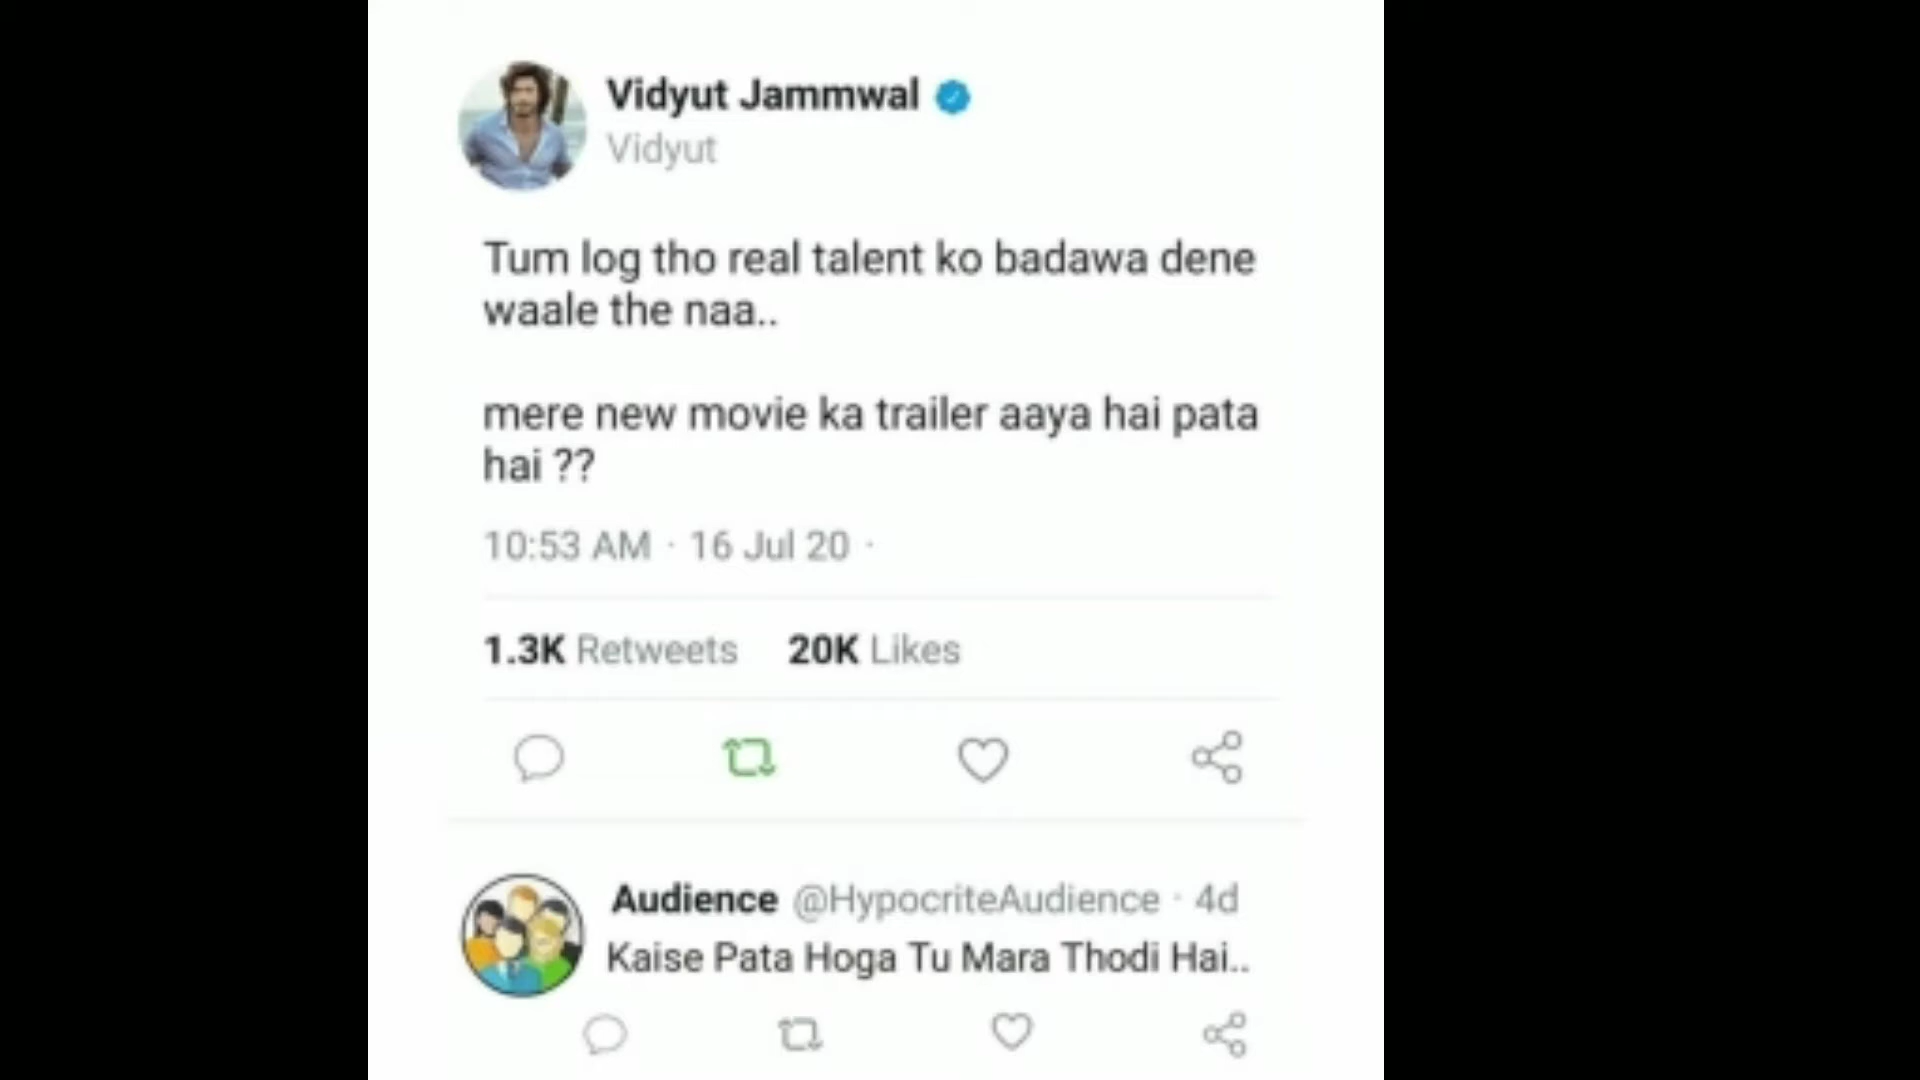 Vidyut Jammwal
Vidyut
Tum log tho real talent ko badawa dene
waale the naa..
mere new movie ka trailer aaya hai pata
hai ??
10:53 AM · 16 Jul 20 ·
1.3K Retweets 20K Likes
Audience @HypocriteAudience · 4d
Kaise Pata Hoga Tu Mara Thodi Hai..